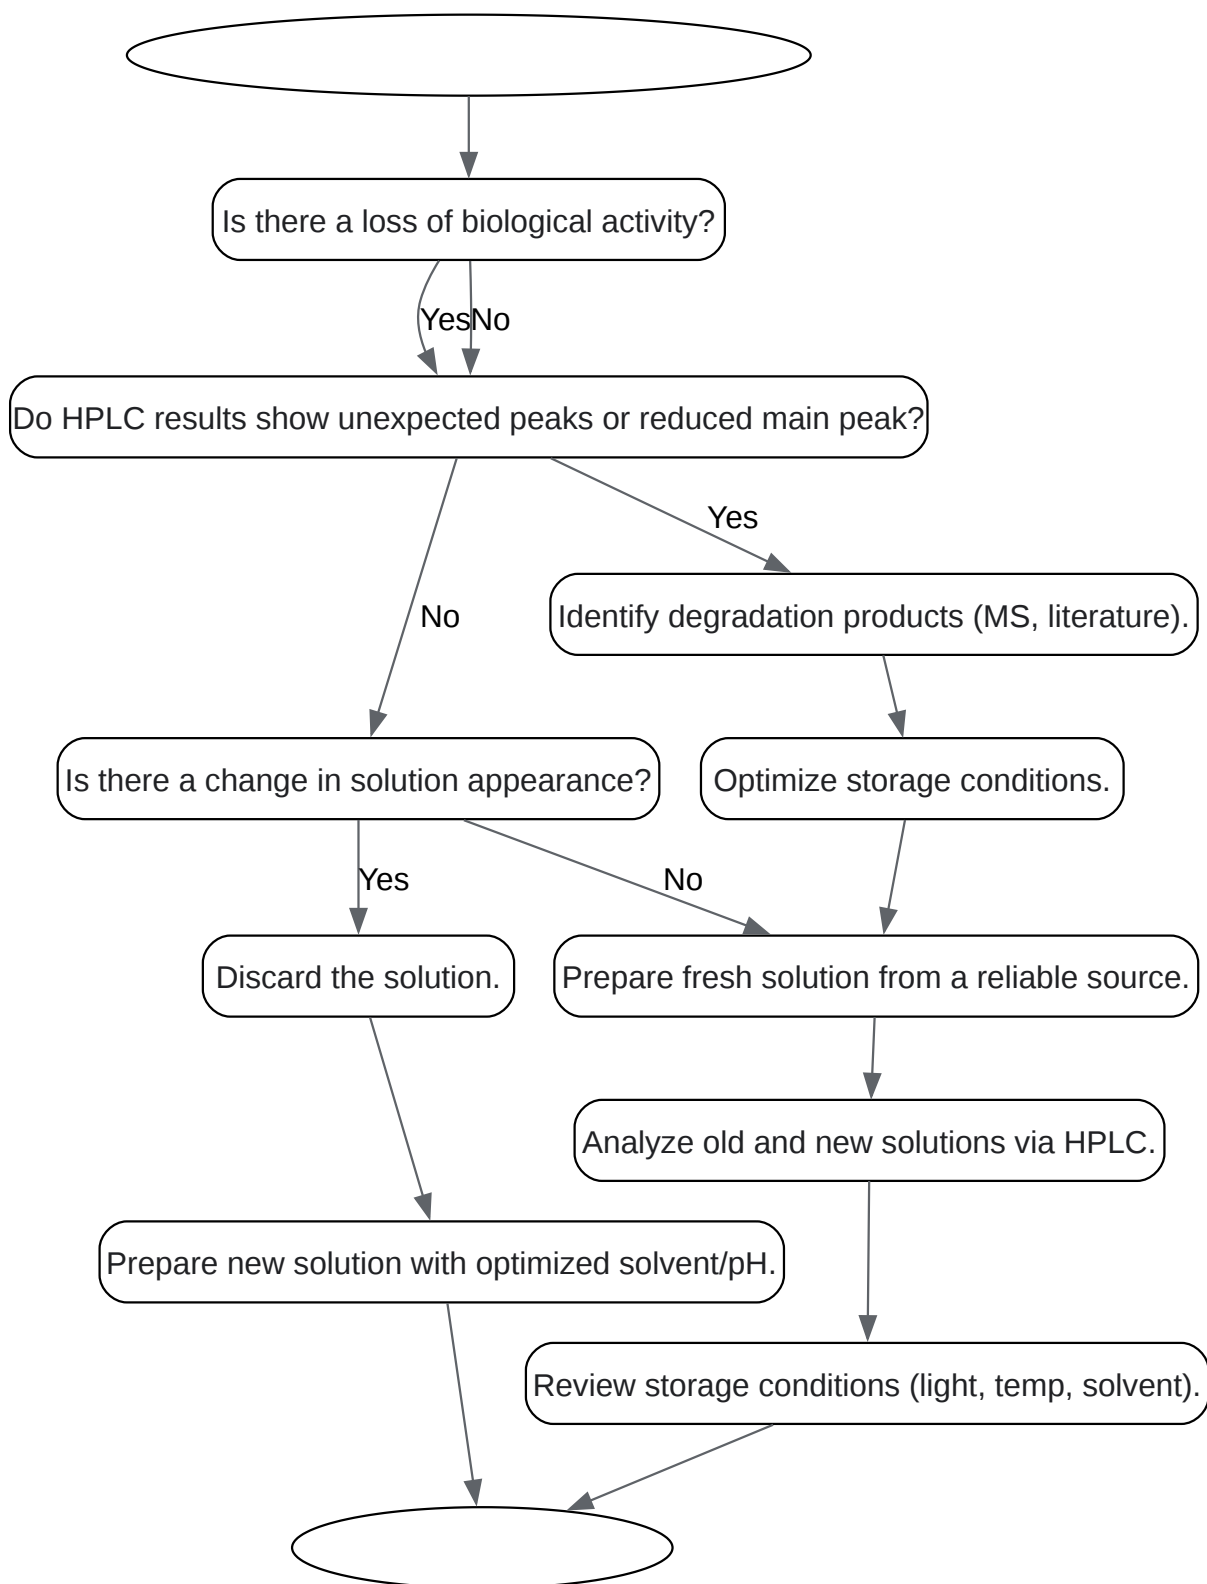 Is there a loss of biological activity?
Yes
No
Do HPLC results show unexpected peaks or reduced main peak?
Yes
No
Identify degradation products (MS, literature).
Is there a change in solution appearance?
Optimize storage conditions.
Yes
No
Discard the solution.
Prepare fresh solution from a reliable source.
Analyze old and new solutions via HPLC.
Prepare new solution with optimized solvent/pH.
Review storage conditions (light, temp, solvent).